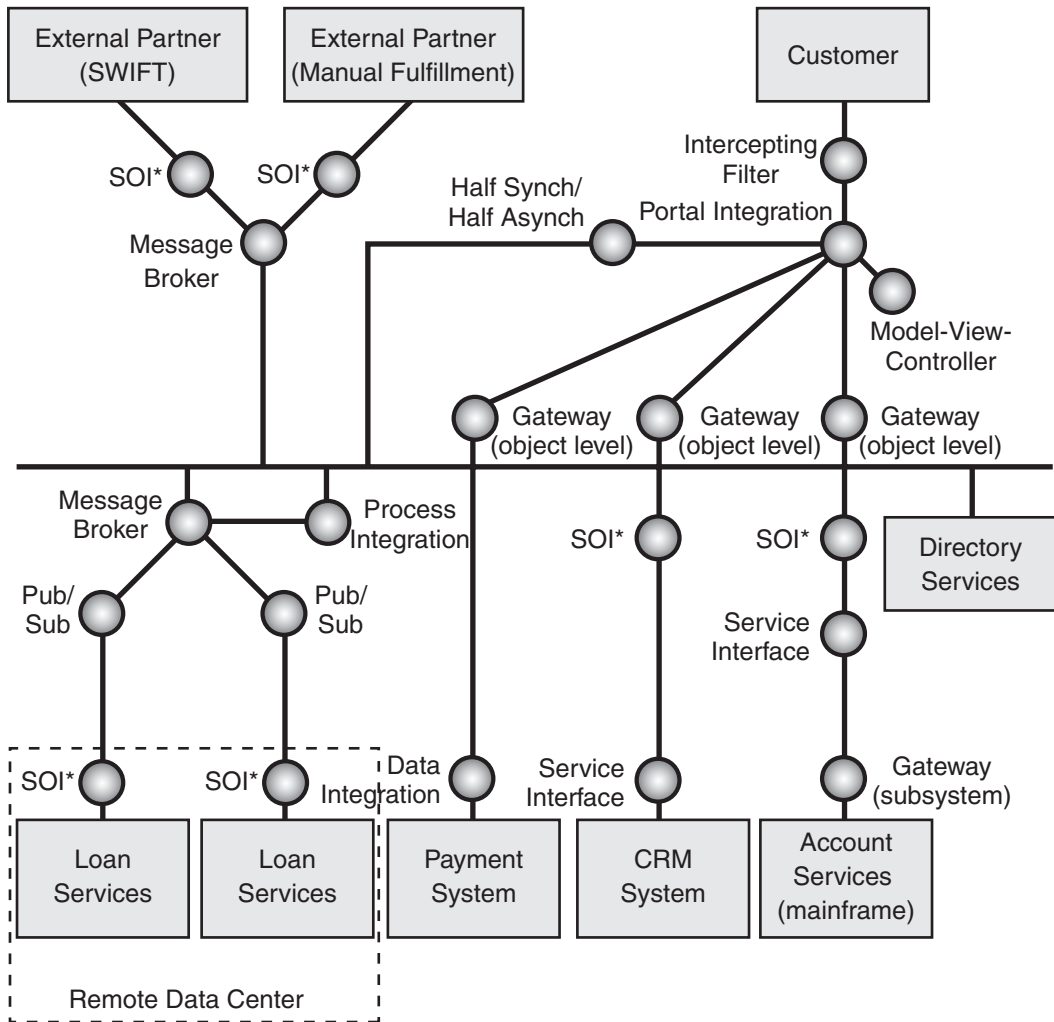 External Partner
(SWIFT)
External Partner
(Manual Fulfillment)
Customer
SOI*
SOI*
Intercepting
Filter
Half Synch/
Half Asynch
Portal Integration
Message
Broker
Model-View-
Controller
Gateway
(object level)
Gateway
(object level)
Gateway
(object level)
Message
Broker
Process
Integration
SOI*
SOI*
Directory
Services
Pub/
Sub
Pub/
Sub
Service
Interface
SOI*
SOI*
Data
Integration
Service
Interface
Gateway
(subsystem)
Loan
Services
Loan
Services
Payment
System
CRM
System
Account
Services
(mainframe)
Remote Data Center